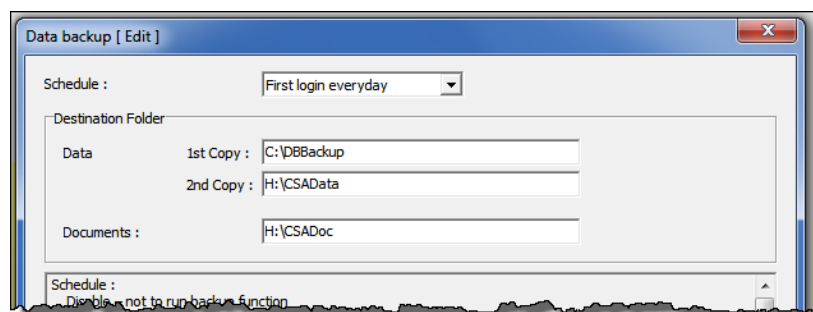 Data backup [ Edit ]
Schedule : First login everyday
Destination Folder
Data 1st Copy : C:\DBBackup
2nd Copy : H:\CSAData
Documents : H:\CSADoc
Schedule :
Disable - not to run backup function